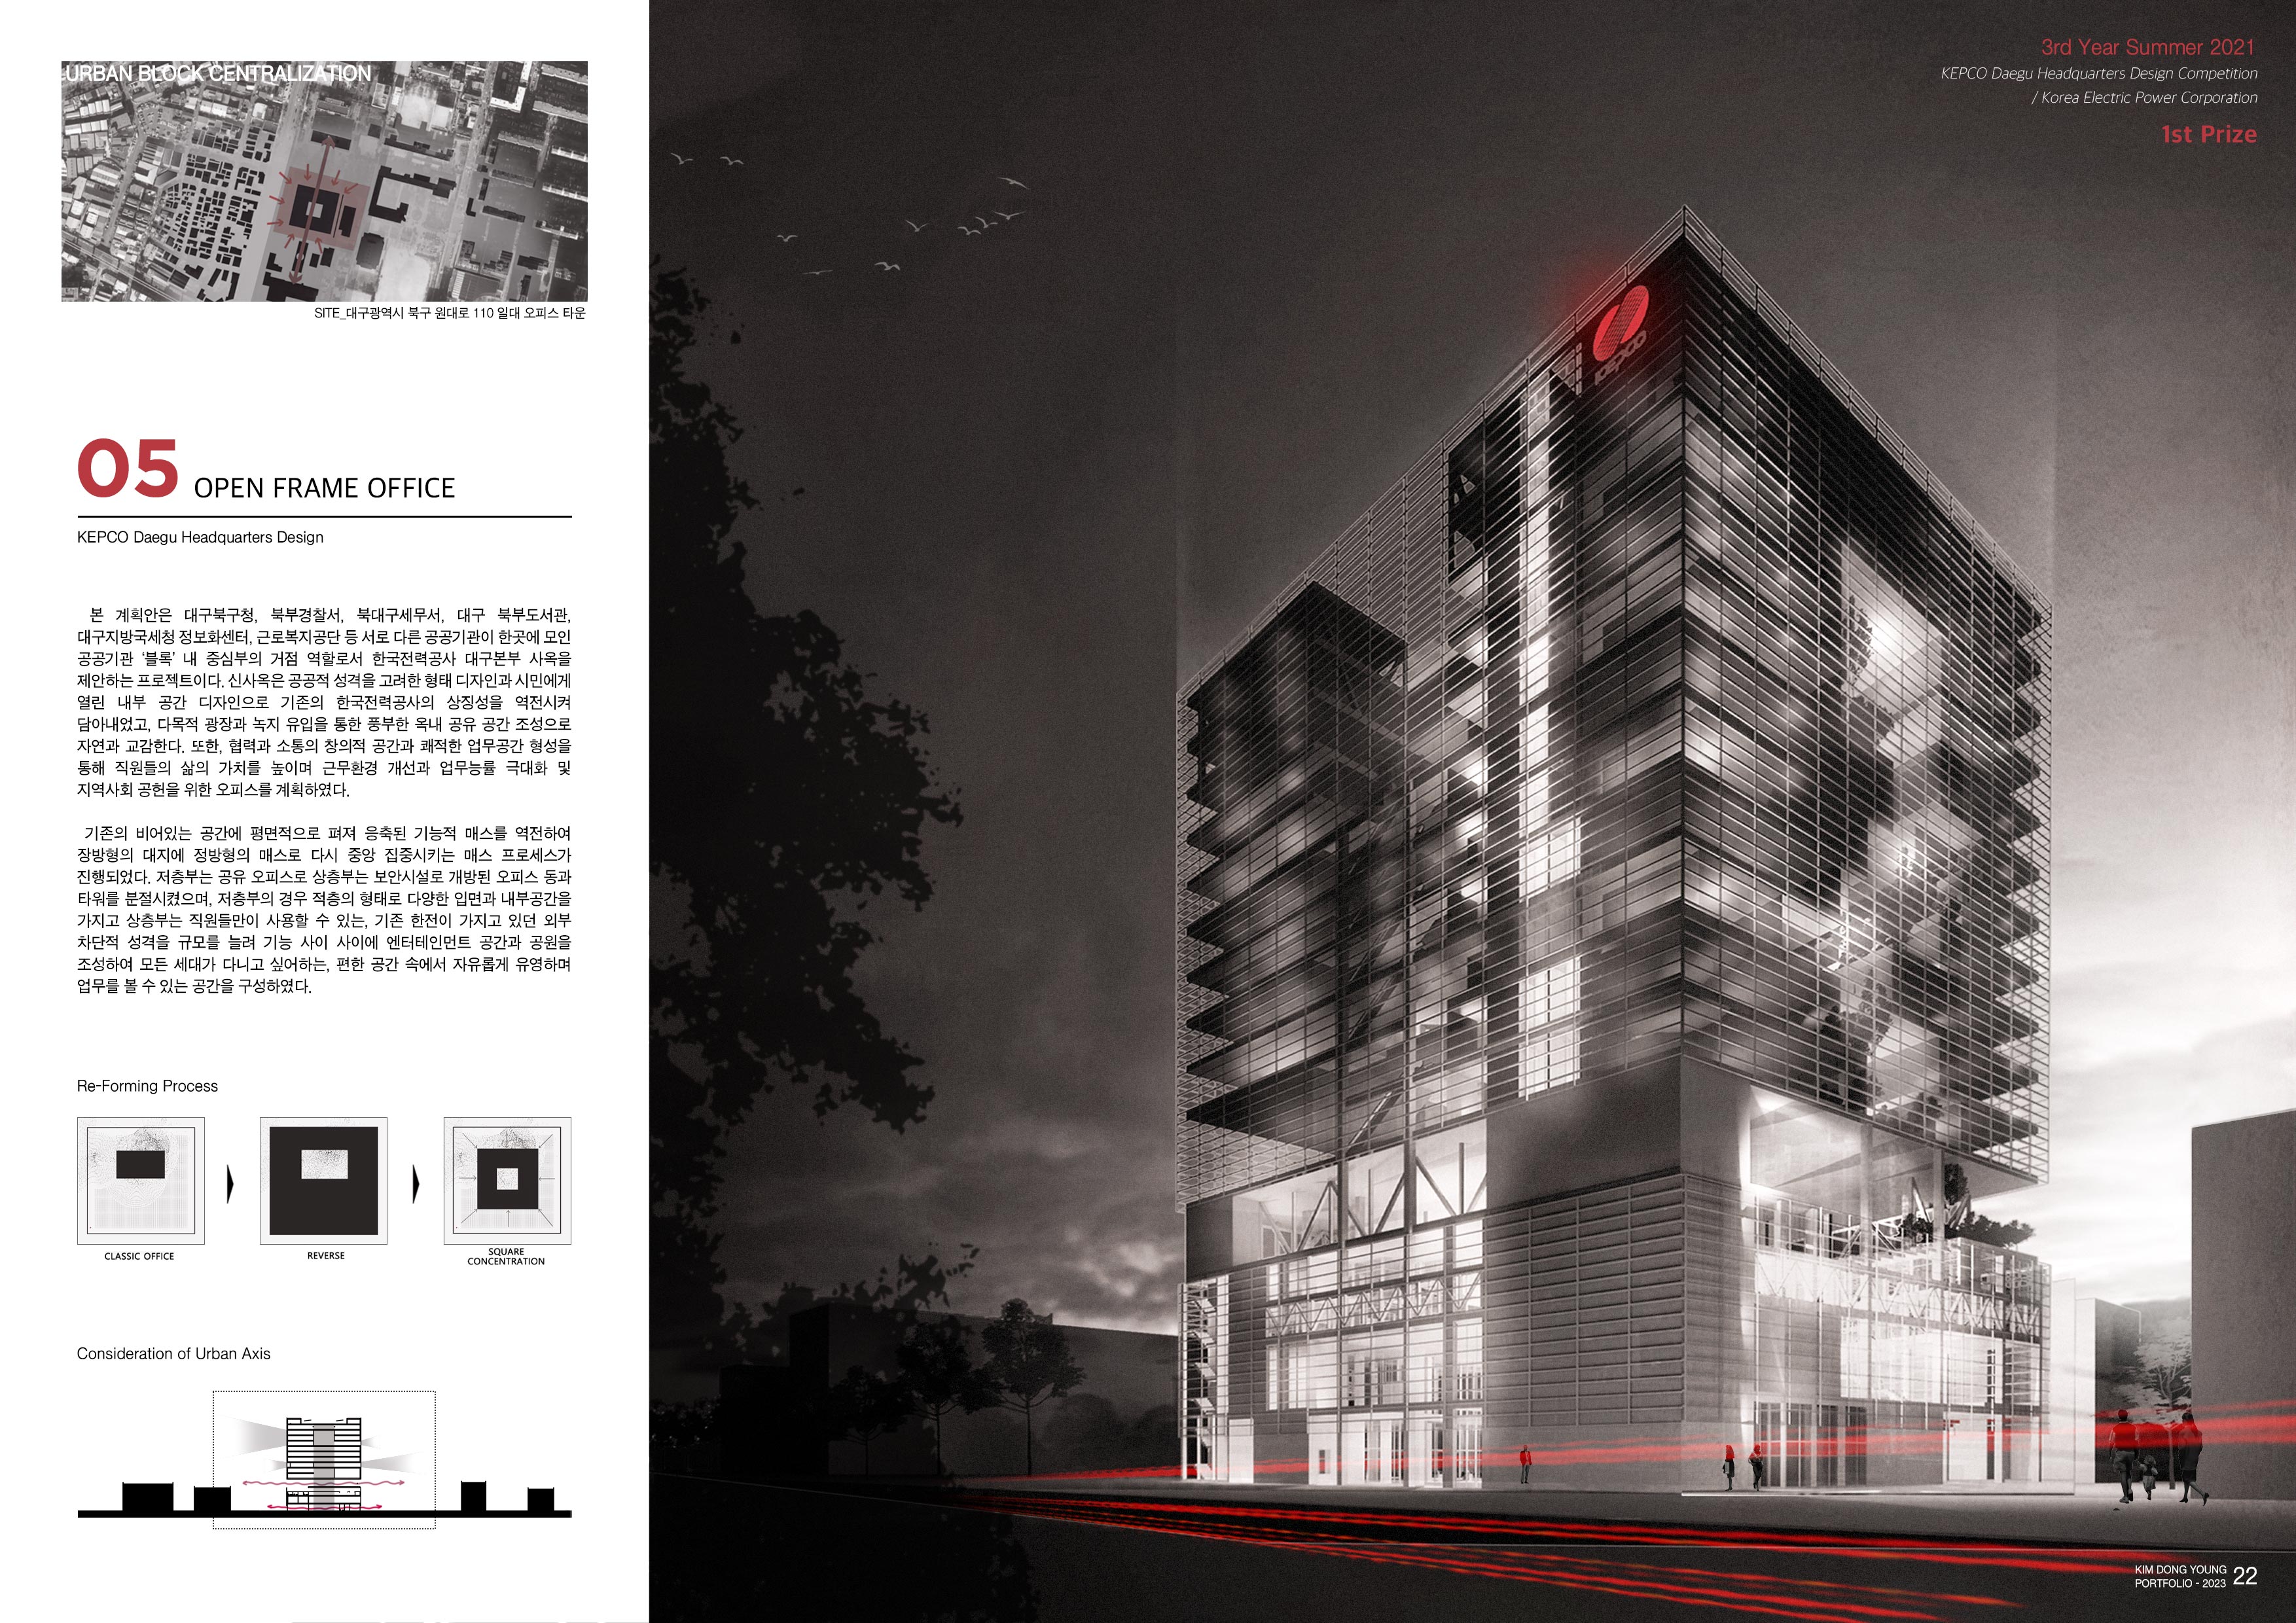 URBAN BLOCK CENTRALIZATION
SITE_대구광역시 북구 원대로 110 일대 오피스 타운
05 OPEN FRAME OFFICE
KEPCO Daegu Headquarters Design
본 계획안은 대구북구청, 북부경찰서, 북대구세무서, 대구 북부도서관,
대구지방국세청 정보화센터, 근로복지공단 등 서로 다른 공공기관이 한곳에 모인
공공기관 ‘블록’ 내 중심부의 거점 역할로서 한국전력공사 대구본부 사옥을
제안하는 프로젝트이다. 신사옥은 공공적 성격을 고려한 형태 디자인과 시민에게
열린 내부 공간 디자인으로 기존의 한국전력공사의 상징성을 역전시켜
담아내었고, 다목적 광장과 녹지 유입을 통한 풍부한 옥내 공유 공간 조성으로
자연과 교감한다. 또한, 협력과 소통의 창의적 공간과 쾌적한 업무공간 형성을
통해 직원들의 삶의 가치를 높이며 근무환경 개선과 업무능률 극대화 및
지역사회 공헌을 위한 오피스를 계획하였다.
기존의 비어있는 공간에 평면적으로 펴져 응축된 기능적 매스를 역전하여
장방형의 대지에 정방형의 매스로 다시 중앙 집중시키는 매스 프로세스가
진행되었다. 저층부는 공유 오피스로 상층부는 보안시설로 개방된 오피스 동과
타워를 분절시켰으며, 저층부의 경우 적층의 형태로 다양한 입면과 내부공간을
가지고 상층부는 직원들만이 사용할 수 있는, 기존 한전이 가지고 있던 외부
차단적 성격을 규모를 늘려 기능 사이 사이에 엔터테인먼트 공간과 공원을
조성하여 모든 세대가 다니고 싶어하는, 편한 공간 속에서 자유롭게 유영하며
업무를 볼 수 있는 공간을 구성하였다.
Re-Forming Process
CLASSIC OFFICE
REVERSE
SQUARE
CONCENTRATION
Consideration of Urban Axis
3rd Year Summer 2021
KEPCO Daegu Headquarters Design Competition
/ Korea Electric Power Corporation
1st Prize
KEPCO
KIM DONG YOUNG
PORTFOLIO - 2023 22